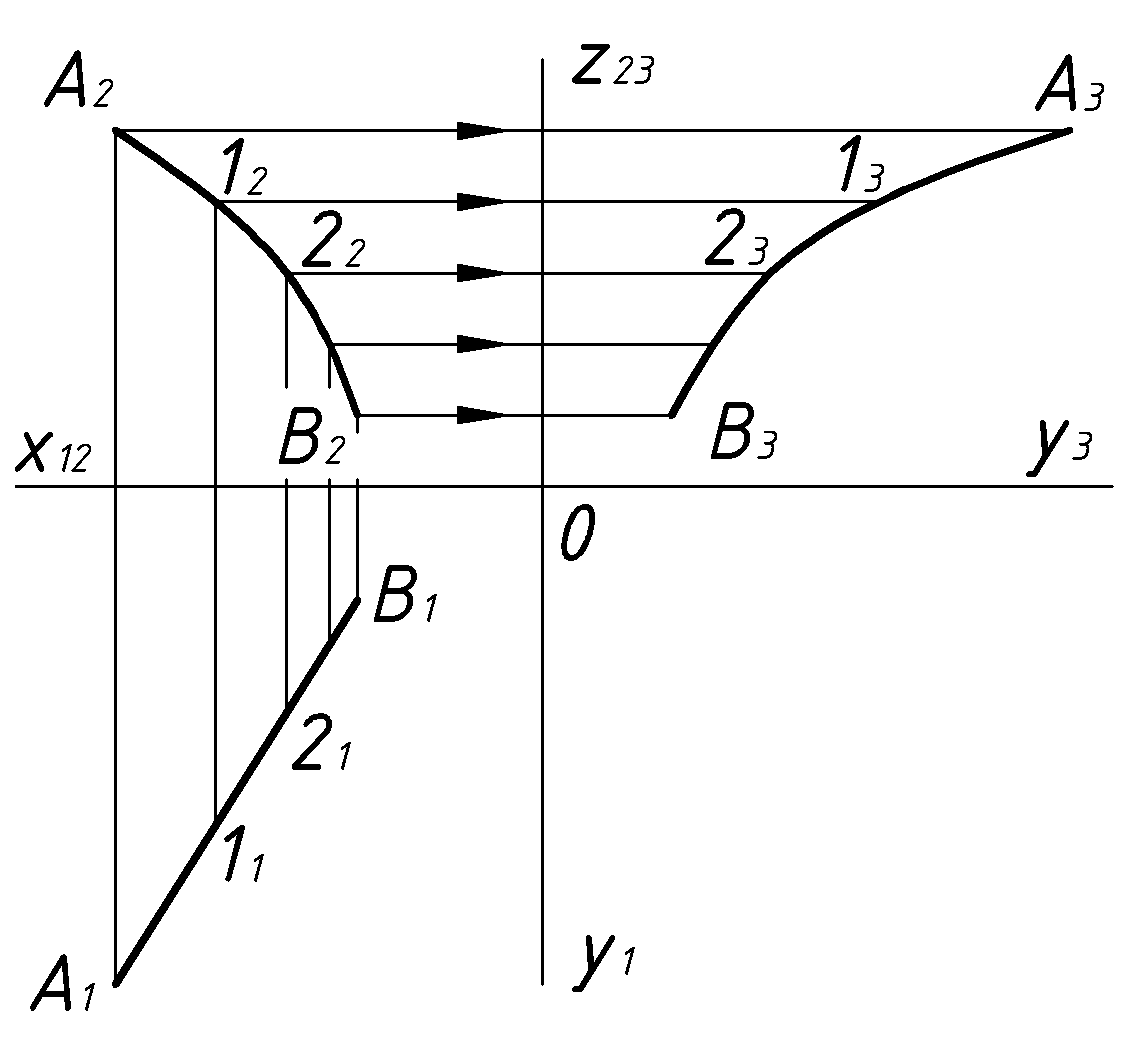 A₂
z₂₃
A₃
1₂
1₃
2₂
2₃
B₂
B₃
x₁₂
y₃
0
B₁
2₁
1₁
A₁
y₁